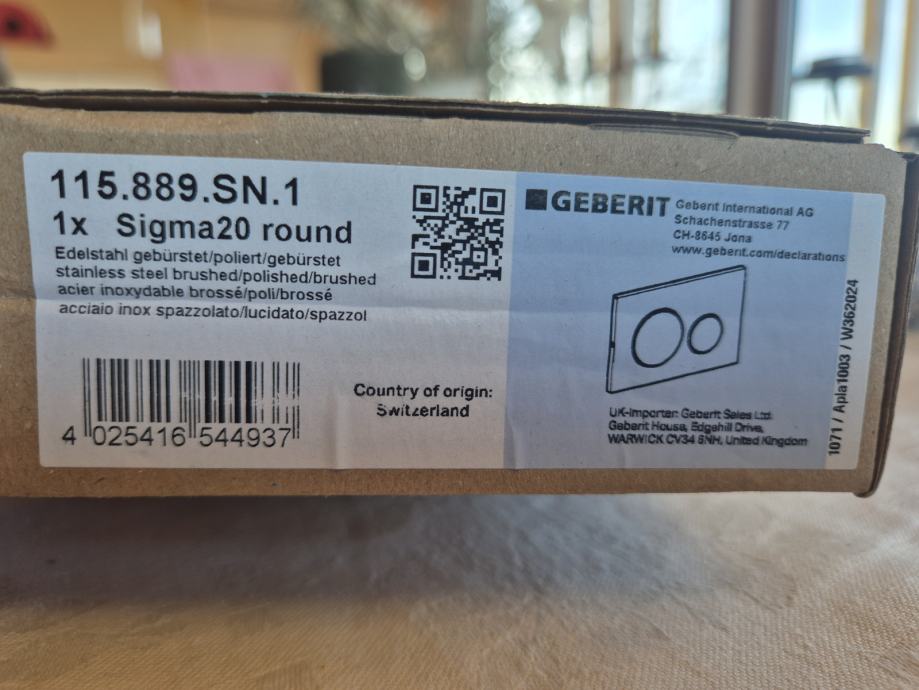 115.889.SN.1
1x Sigma20 round
Edelstahl gebürstet/poliert/gebürstet
stainless steel brushed/polished/brushed
acier inoxydable brossé/poli/brossé
acciaio inox spazzolato/lucidato/spazzol
4 025416 544937
Country of origin:
Switzerland
GEBERIT
Geberit International AG
Schachenstrasse 77
CH-8645 Jona
www.geberit.com/declarations
UK-Importer: Geberit Sales Ltd.
Geberit House, Edgehill Drive,
WARWICK CV34 6NH, United Kingdom
1071 / Apla1003 / W362024